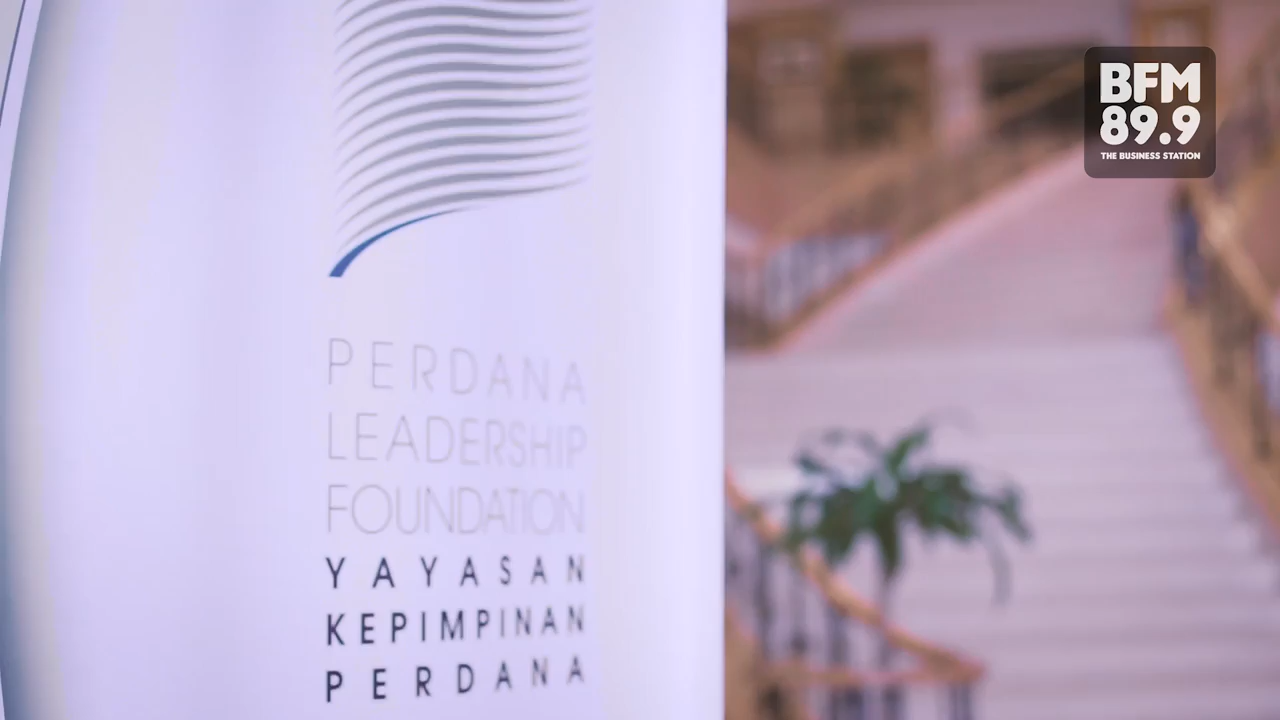 BFM
89.9
THE BUSINESS STATION
PERDANA
LEADERSHIP
FOUNDATION
YAYASAN
KEPIMPINAN
PERDANA